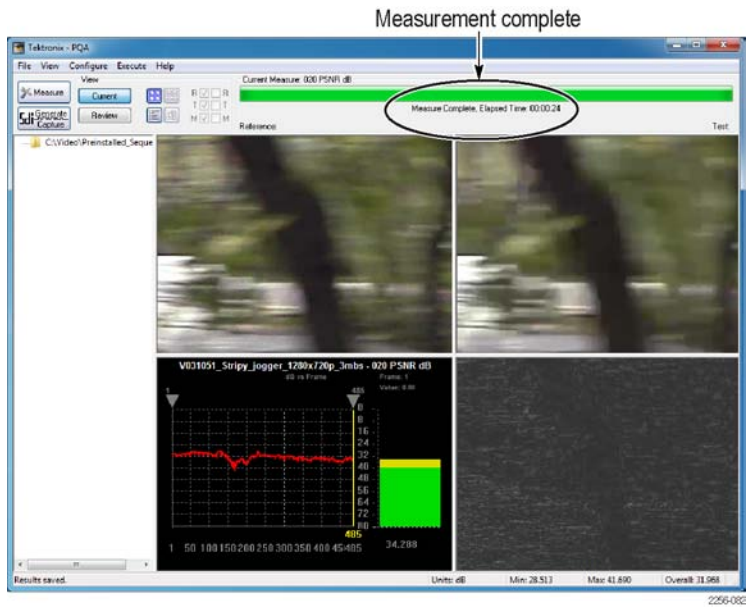 Measurement complete
Tektronix - PQA
File View Configure Execute Help
View
Measure
Current
Generate
Capture
Review
R R
T T
M M
Current Measure: 020 PSNR dB
Measure Complete, Elapsed Time: 00:00:24
Reference: Test:
C:\Video\Preinstalled_Seque
V031051_Stripy_jogger_1280x720p_3mbs - 020 PSNR dB
dB vs Frame
Frame: 1
Value: 0.00
1 485
0
8
16
24
32
40
48
56
64
72
80
485
1 50 100 150 200 250 300 350 400 45485
34.288
Results saved.
Units: dB Min: 28.513 Max: 41.690 Overall: 31.968
2256-082